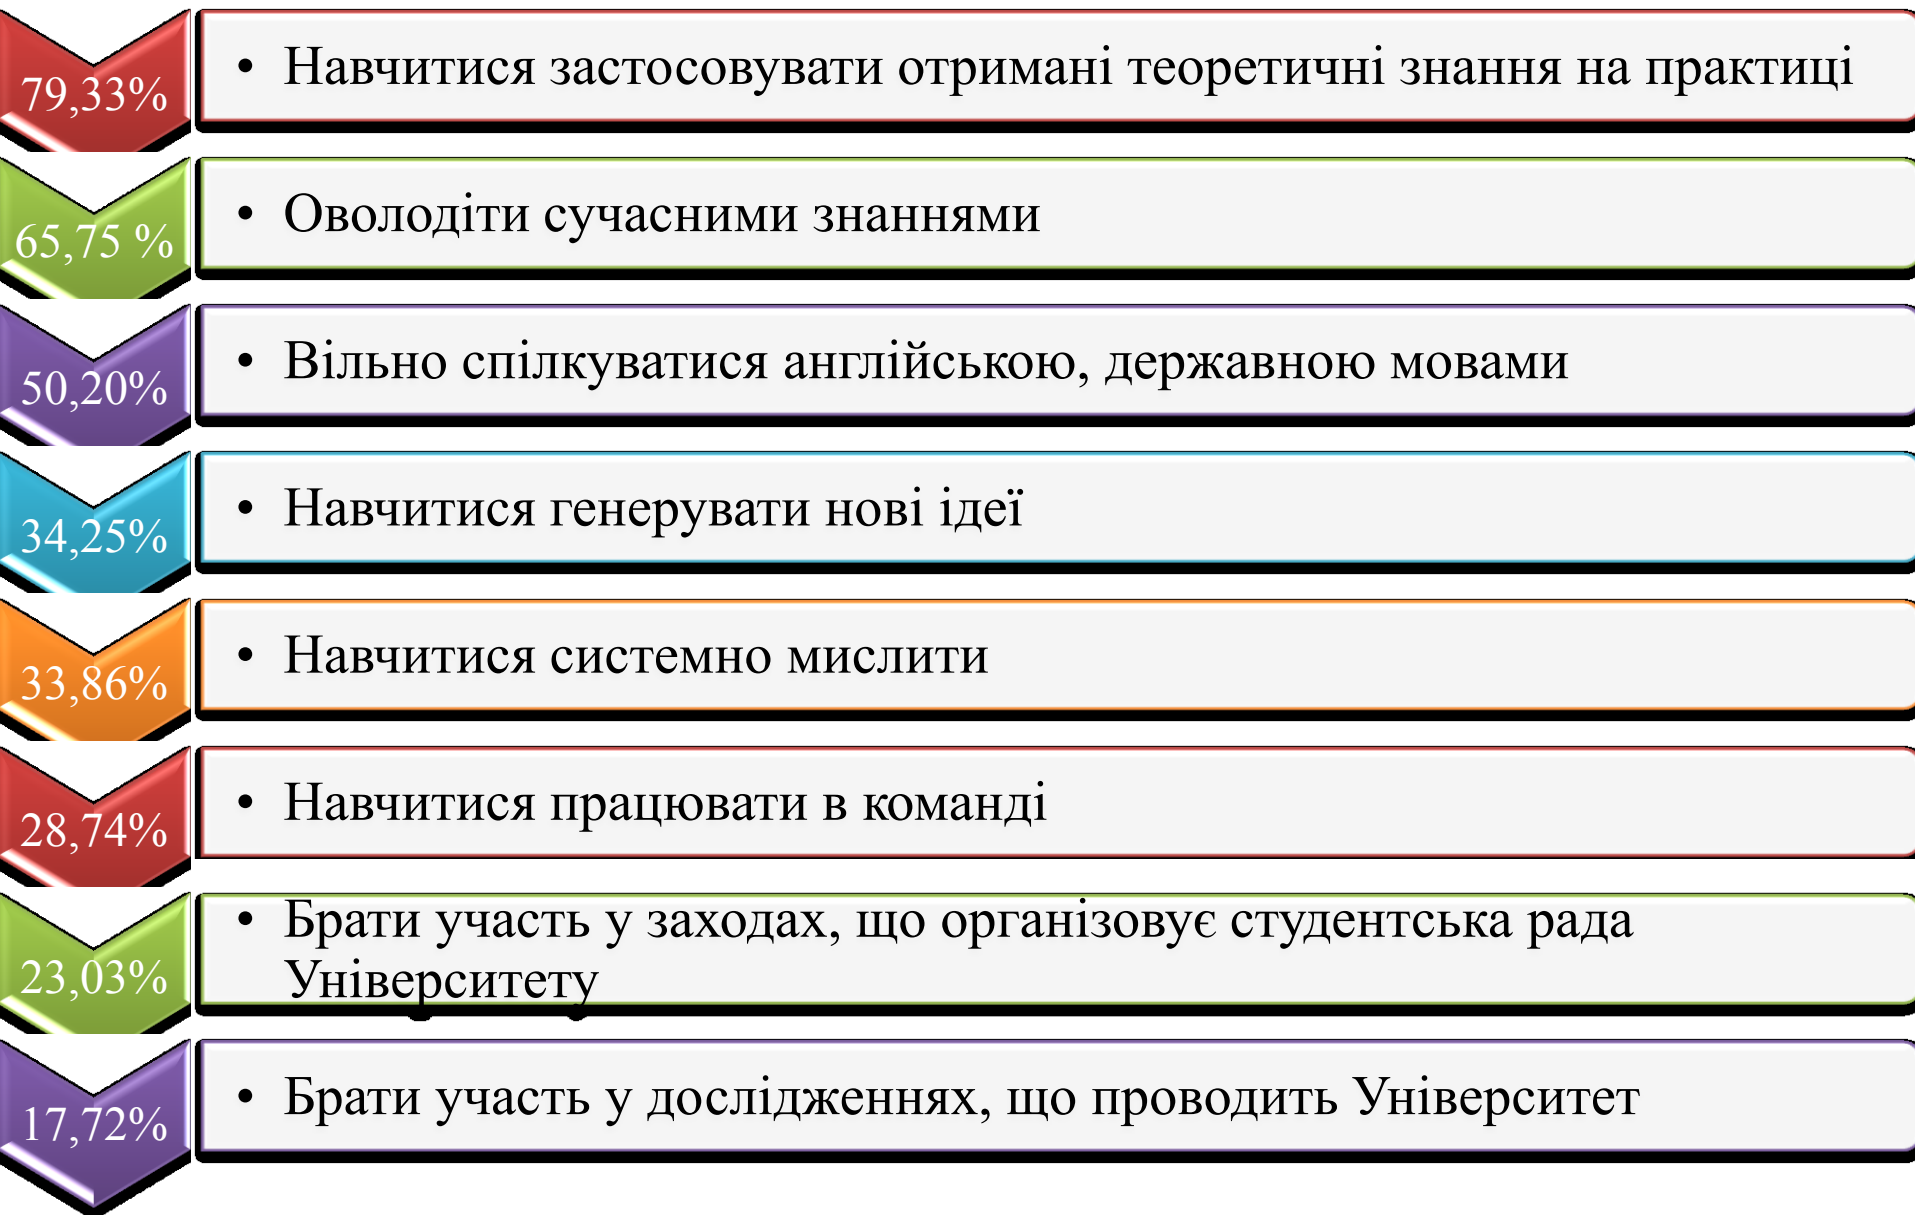 79,33%
• Навчитися застосовувати отримані теоретичні знання на практиці
65,75 %
• Оволодіти сучасними знаннями
50,20%
• Вільно спілкуватися англійською, державною мовами
34,25%
• Навчитися генерувати нові ідеї
33,86%
• Навчитися системно мислити
28,74%
• Навчитися працювати в команді
23,03%
• Брати участь у заходах, що організовує студентська рада
Університету
17,72%
• Брати участь у дослідженнях, що проводить Університет